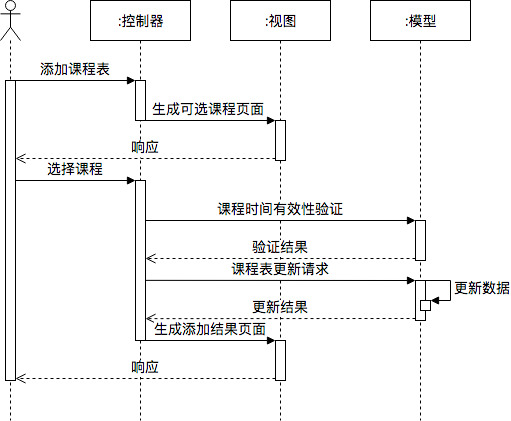 :控制器
:视图
:模型
添加课程表
生成可选课程页面
响应
选择课程
课程时间有效性验证
验证结果
课程表更新请求
更新数据
更新结果
生成添加结果页面
响应